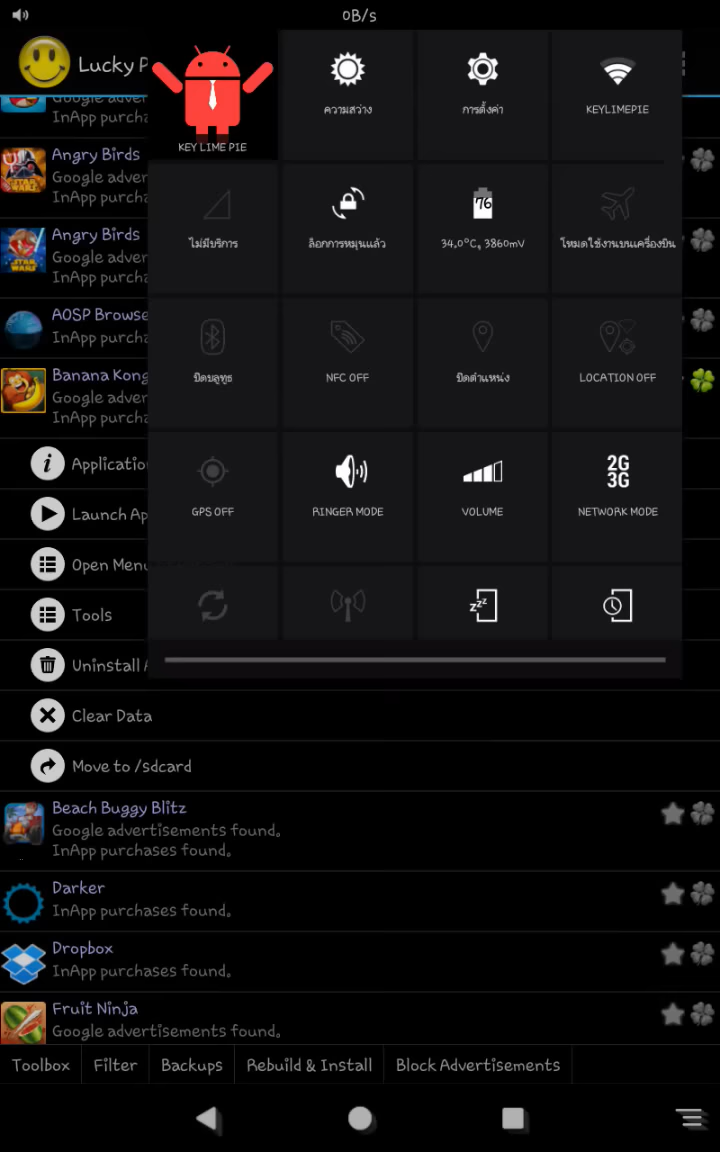 0B/s
Lucky P
KEY LIME PIE
ความสว่าง
การตั้งค่า
KEYLIMEPIE
ไม่มีบริการ
ล็อกการหมุนแล้ว
76
34.0°C, 3860mV
โหมดใช้งานบนเครื่องบิน
ปิดบลูทูธ
NFC OFF
ปิดตำแหน่ง
LOCATION OFF
GPS OFF
RINGER MODE
VOLUME
2G
3G
NETWORK MODE
zzz
Google adver
InApp purcha
Angry Birds
Google adver
InApp purcha
Angry Birds
Google adver
InApp purcha
AOSP Browse
InApp purcha
Banana Kong
Google adver
InApp purcha
Applicatio
Launch Ap
Open Menu
Tools
Uninstall A
Clear Data
Move to /sdcard
Beach Buggy Blitz
Google advertisements found.
InApp purchases found.
Darker
InApp purchases found.
Dropbox
InApp purchases found.
Fruit Ninja
Google advertisements found.
Toolbox
Filter
Backups
Rebuild & Install
Block Advertisements